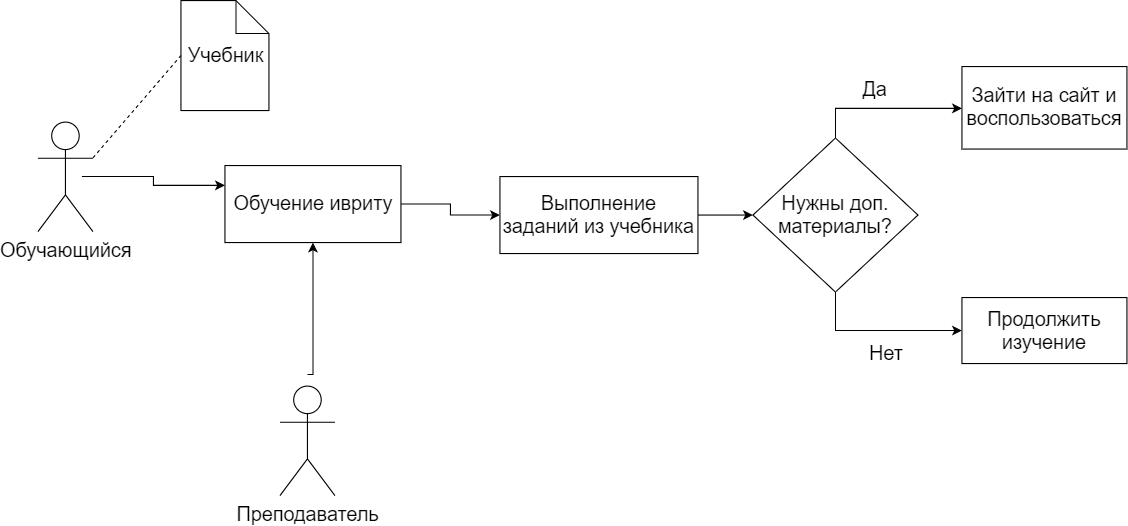 Учебник
Обучающийся
Обучение ивриту
Преподаватель
Выполнение
заданий из учебника
Нужны доп.
материалы?
Да
Зайти на сайт и
воспользоваться
Нет
Продолжить
изучение